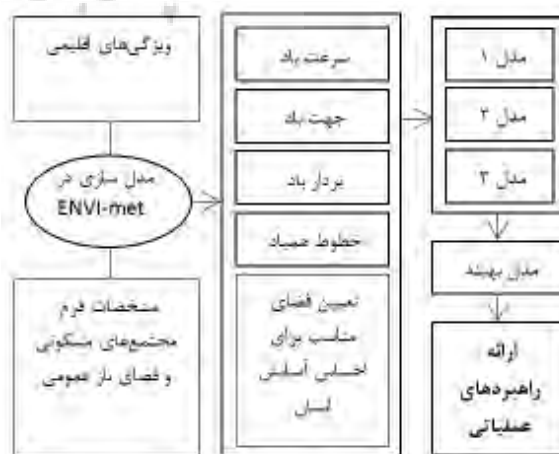 ویژگی‌های اقلیمی
مدل سازی در
ENVI-met
مشخصات فرم
مجتمع‌های مسکونی
و فضای باز عمومی
سرعت باد
جهت باد
بردار باد
خطوط همباد
تعیین فضای
مناسب برای
احساس آسایش
انسان
مدل ۱
مدل ۲
مدل ۳
مدل بهینه
ارائه
راهبردهای
عملیاتی